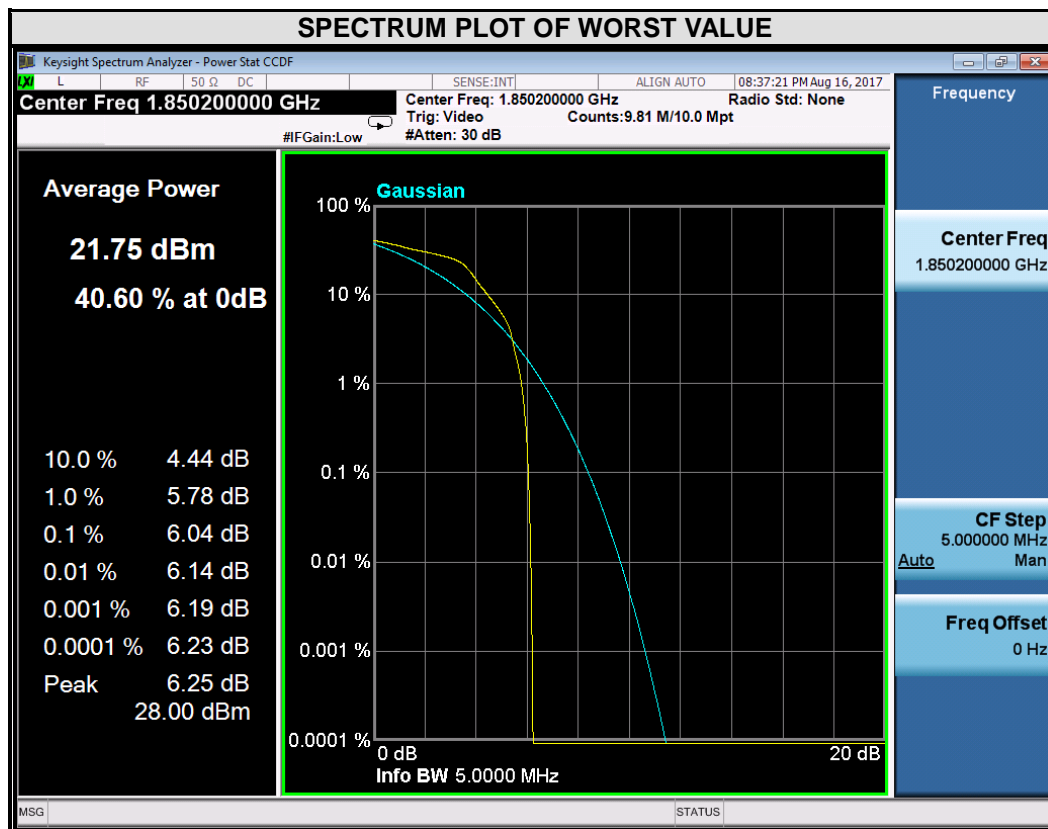 SPECTRUM PLOT OF WORST VALUE
Keysight Spectrum Analyzer - Power Stat CCDF
LXI L RF 50 Ω DC SENSE:INT ALIGN AUTO 08:37:21 PM Aug 16, 2017
Center Freq 1.850200000 GHz
Center Freq: 1.850200000 GHz Radio Std: None
Trig: Video Counts:9.81 M/10.0 Mpt
#IFGain:Low #Atten: 30 dB
Frequency
Average Power
21.75 dBm
40.60 % at 0dB
10.0 % 4.44 dB
1.0 % 5.78 dB
0.1 % 6.04 dB
0.01 % 6.14 dB
0.001 % 6.19 dB
0.0001 % 6.23 dB
Peak 6.25 dB
28.00 dBm
Gaussian
100 %
10 %
1 %
0.1 %
0.01 %
0.001 %
0.0001 %
0 dB 20 dB
Info BW 5.0000 MHz
Center Freq
1.850200000 GHz
CF Step
5.000000 MHz
Auto Man
Freq Offset
0 Hz
MSG STATUS